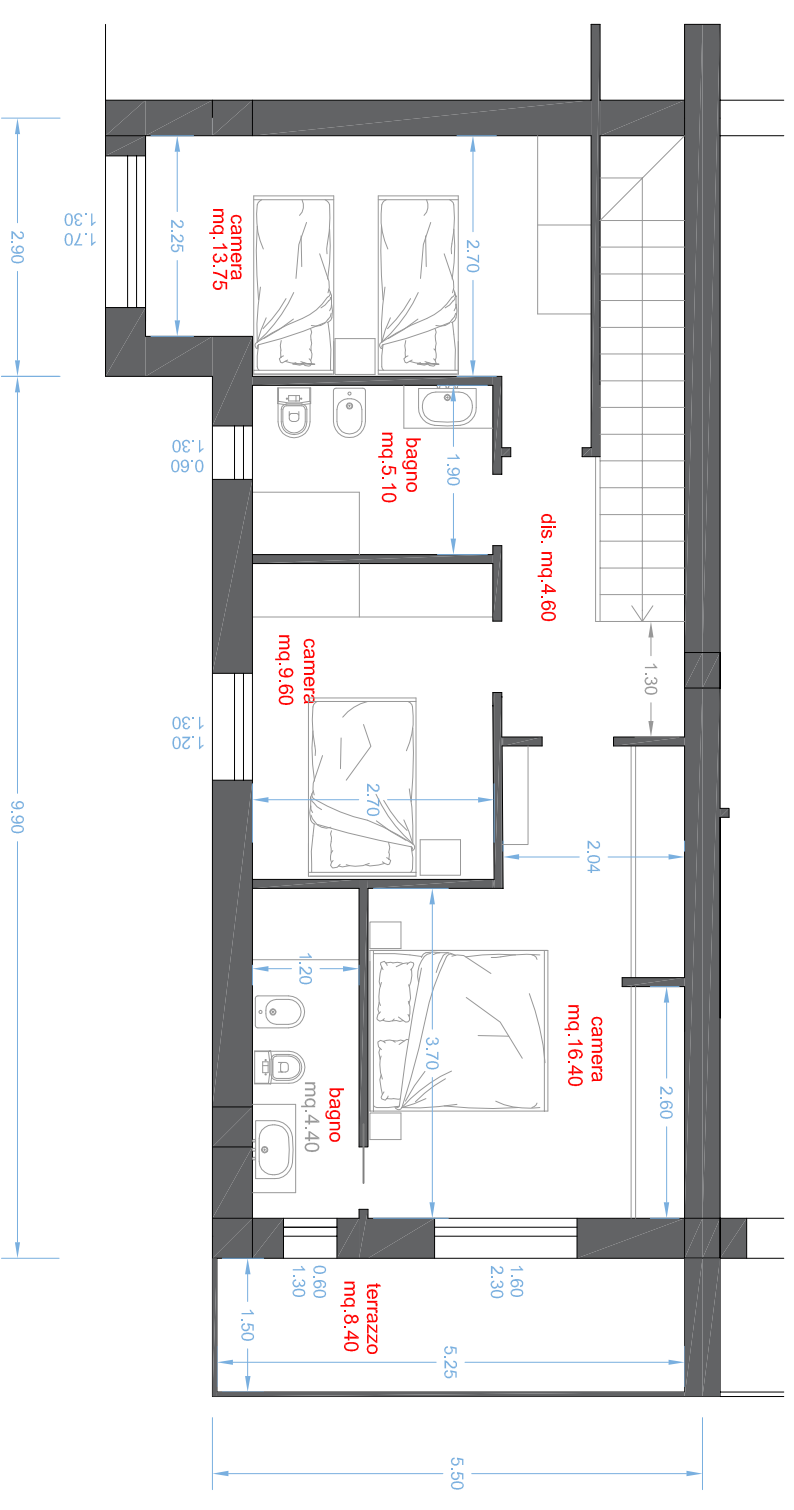 camera
mq.13.75
2.25
2.70
1.70
1.30
2.90
bagno
mq.5.10
1.90
0.60
1.30
dis. mq.4.60
1.30
camera
mq.9.60
2.70
1.20
1.30
9.90
2.04
camera
mq.16.40
3.70
2.60
1.20
bagno
mq.4.40
0.60
1.30
1.60
2.30
terrazzo
mq.8.40
1.50
5.25
5.50